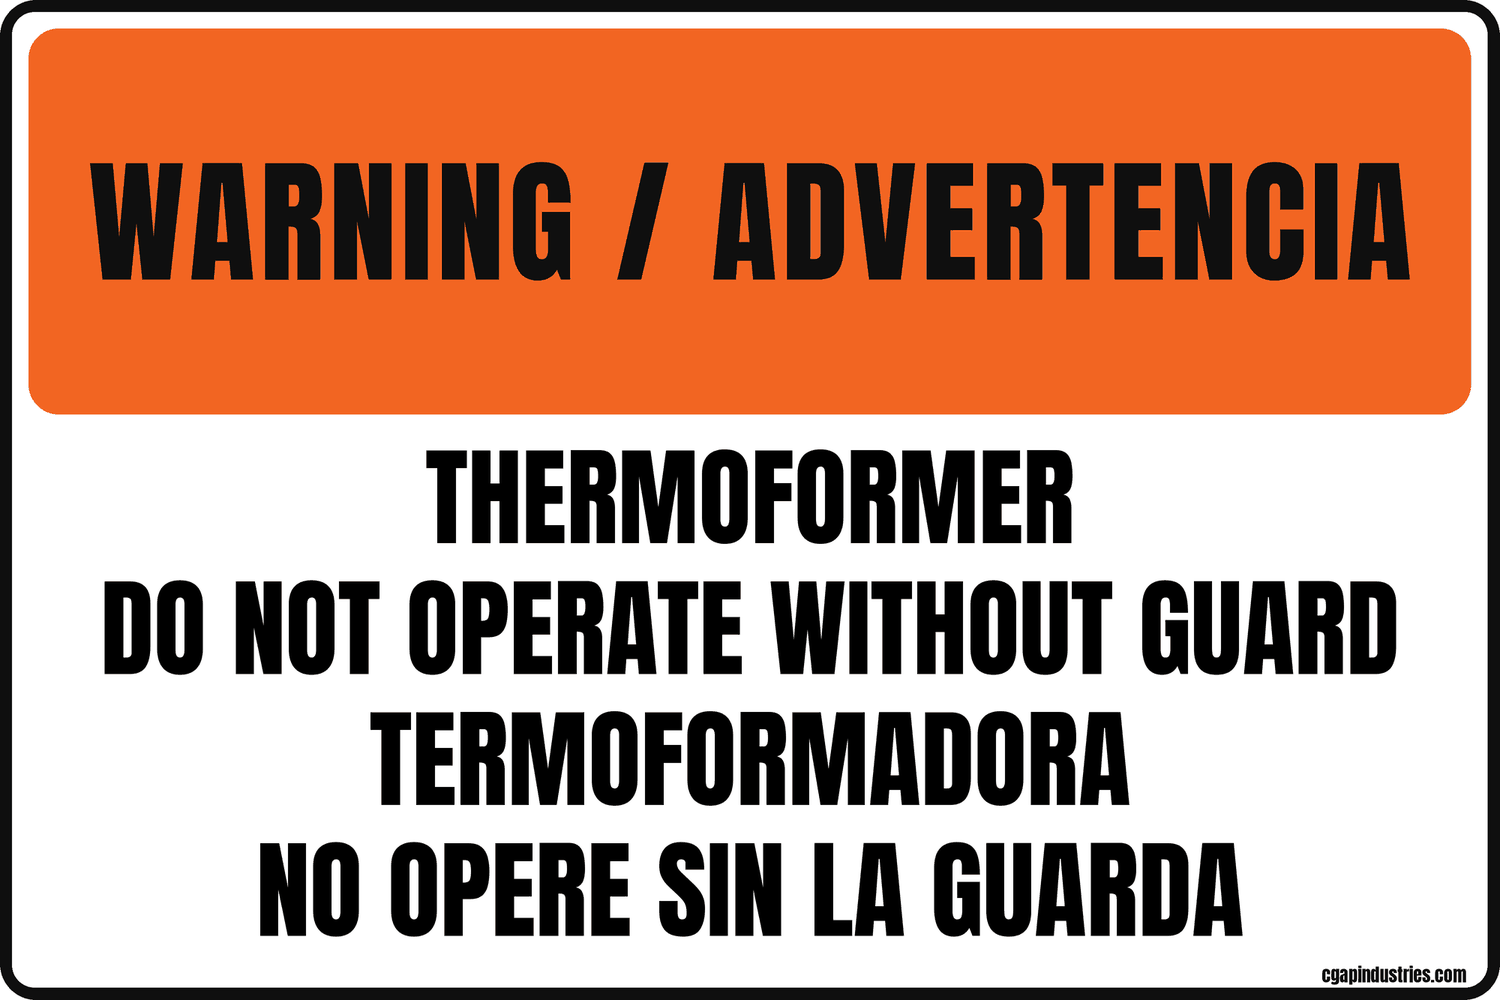 WARNING / ADVERTENCIA
THERMOFORMER
DO NOT OPERATE WITHOUT GUARD
TERMOFORMADORA
NO OPERE SIN LA GUARDA
cgapindustries.com